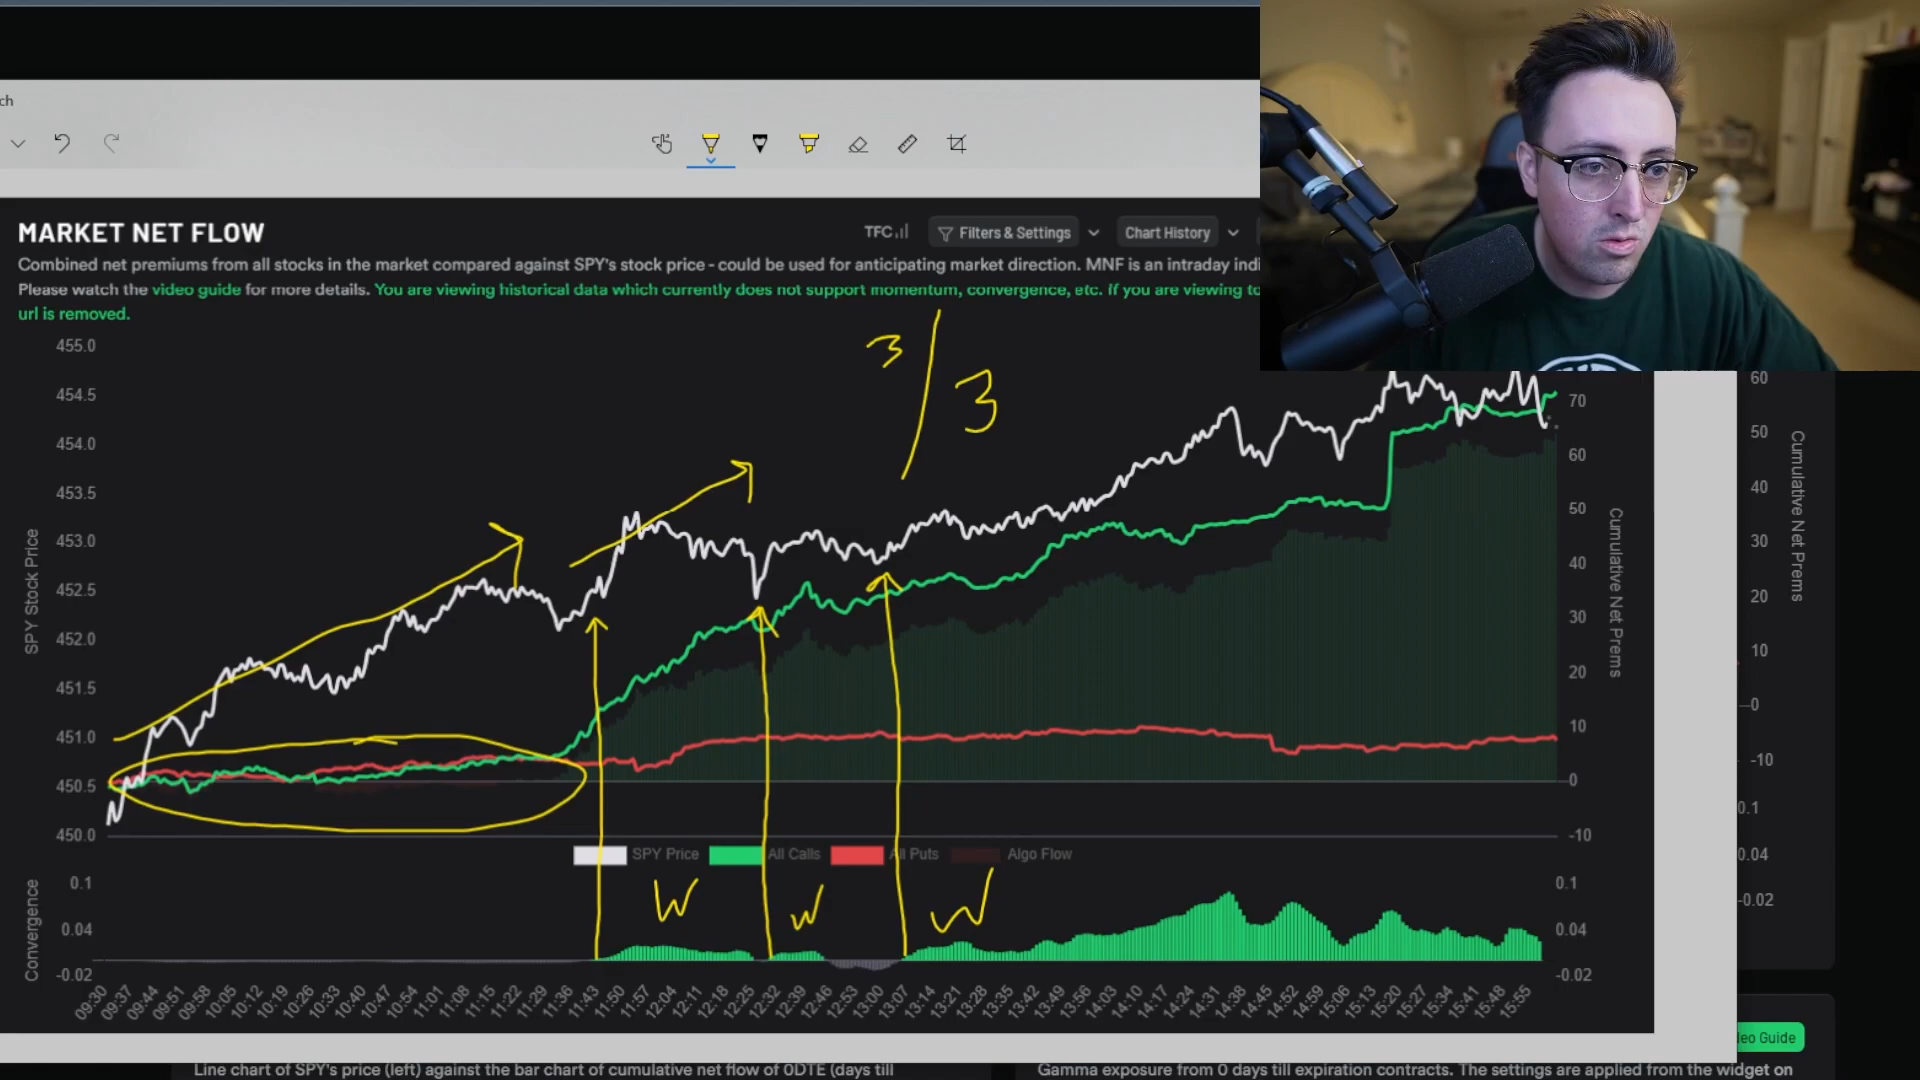 ch
MARKET NET FLOW
TFC
Filters & Settings
Chart History
Combined net premiums from all stocks in the market compared against SPY's stock price - could be used for anticipating market direction. MNF is an intraday indi
Please watch the video guide for more details. You are viewing historical data which currently does not support momentum, convergence, etc. If you are viewing to
url is removed.
3/3
455.0
454.5
454.0
453.5
453.0
452.5
452.0
451.5
451.0
450.5
450.0
SPY Stock Price
70
60
50
40
30
20
10
0
-10
Cumulative Net Prems
60
50
40
30
20
10
0
-10
0.1
0.04
-0.02
Cumulative Net Prems
SPY Price
All Calls
All Puts
Algo Flow
W W W
Convergence
0.1
0.04
-0.02
0.1
0.04
-0.02
09:30 09:37 09:44 09:51 09:58 10:05 10:12 10:19 10:26 10:33 10:40 10:47 10:54 11:01 11:08 11:15 11:22 11:29 11:36 11:43 11:50 11:57 12:04 12:11 12:18 12:25 12:32 12:39 12:46 12:53 13:00 13:07 13:14 13:21 13:28 13:35 13:42 13:49 13:56 14:03 14:10 14:17 14:24 14:31 14:38 14:45 14:52 14:59 15:06 15:13 15:20 15:27 15:34 15:41 15:48 15:55
eo Guide
Line chart of SPY's price (left) against the bar chart of cumulative net flow of 0DTE (days till
Gamma exposure from 0 days till expiration contracts. The settings are applied from the widget on